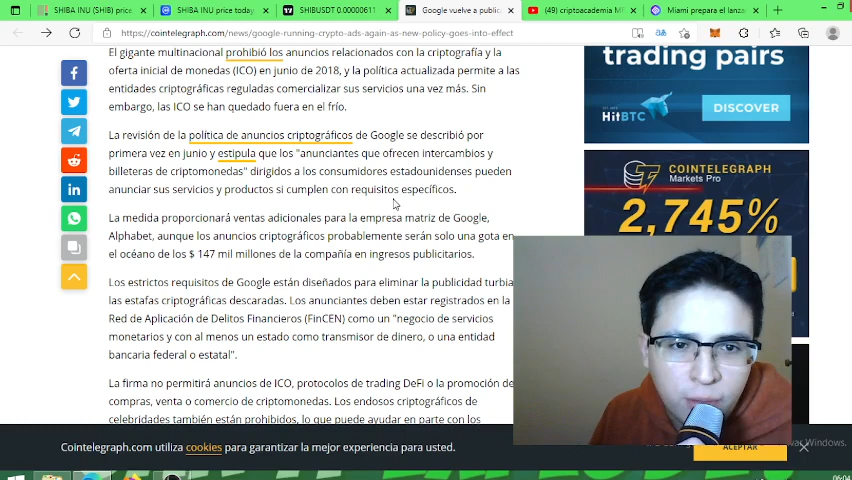 SHIBA INU (SHIB) price
SHIBA INU price today,
SHIBUSDT 0.00000611
Google vuelve a public
(49) criptoacademia M
Miami prepara el lanza
https://cointelegraph.com/news/google-running-crypto-ads-again-as-new-policy-goes-into-effect
El gigante multinacional prohibió los anuncios relacionados con la criptografía y la
oferta inicial de monedas (ICO) en junio de 2018, y la política actualizada permite a las
entidades criptográficas reguladas comercializar sus servicios una vez más. Sin
embargo, las ICO se han quedado fuera en el frío.
La revisión de la política de anuncios criptográficos de Google se describió por
primera vez en junio y estipula que los "anunciantes que ofrecen intercambios y
billeteras de criptomonedas" dirigidos a los consumidores estadounidenses pueden
anunciar sus servicios y productos si cumplen con requisitos específicos.
La medida proporcionará ventas adicionales para la empresa matriz de Google,
Alphabet, aunque los anuncios criptográficos probablemente serán solo una gota en
el océano de los $ 147 mil millones de la compañía en ingresos publicitarios.
Los estrictos requisitos de Google están diseñados para eliminar la publicidad turbia
las estafas criptográficas descaradas. Los anunciantes deben estar registrados en la
Red de Aplicación de Delitos Financieros (FinCEN) como un "negocio de servicios
monetarios y con al menos un estado como transmisor de dinero, o una entidad
bancaria federal o estatal".
La firma no permitirá anuncios de ICO, protocolos de trading DeFi o la promoción de
compras, venta o comercio de criptomonedas. Los endosos criptográficos de
celebridades también están prohibidos, lo que puede ayudar en parte con los
trading pairs
HitBTC
DISCOVER
COINTELEGRAPH
Markets Pro
2,745%
Cointelegraph.com utiliza cookies para garantizar la mejor experiencia para usted.
ACEPTAR
Windows.
06:04